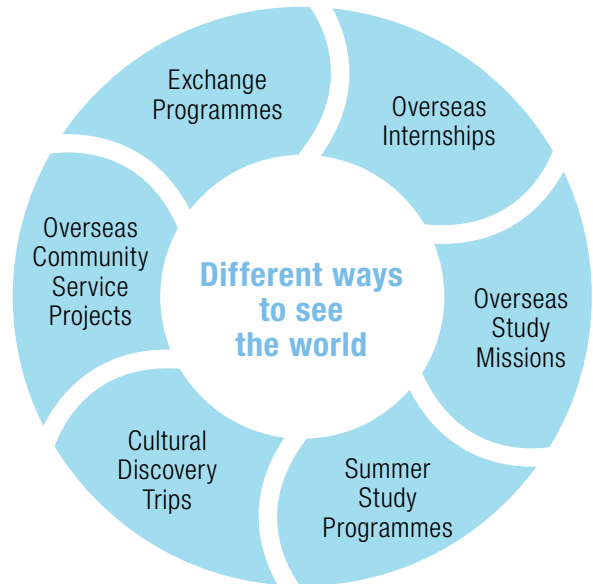 Exchange
Programmes
Overseas
Internships
Overseas
Study
Missions
Summer
Study
Programmes
Cultural
Discovery
Trips
Overseas
Community
Service
Projects
Different ways
to see
the world